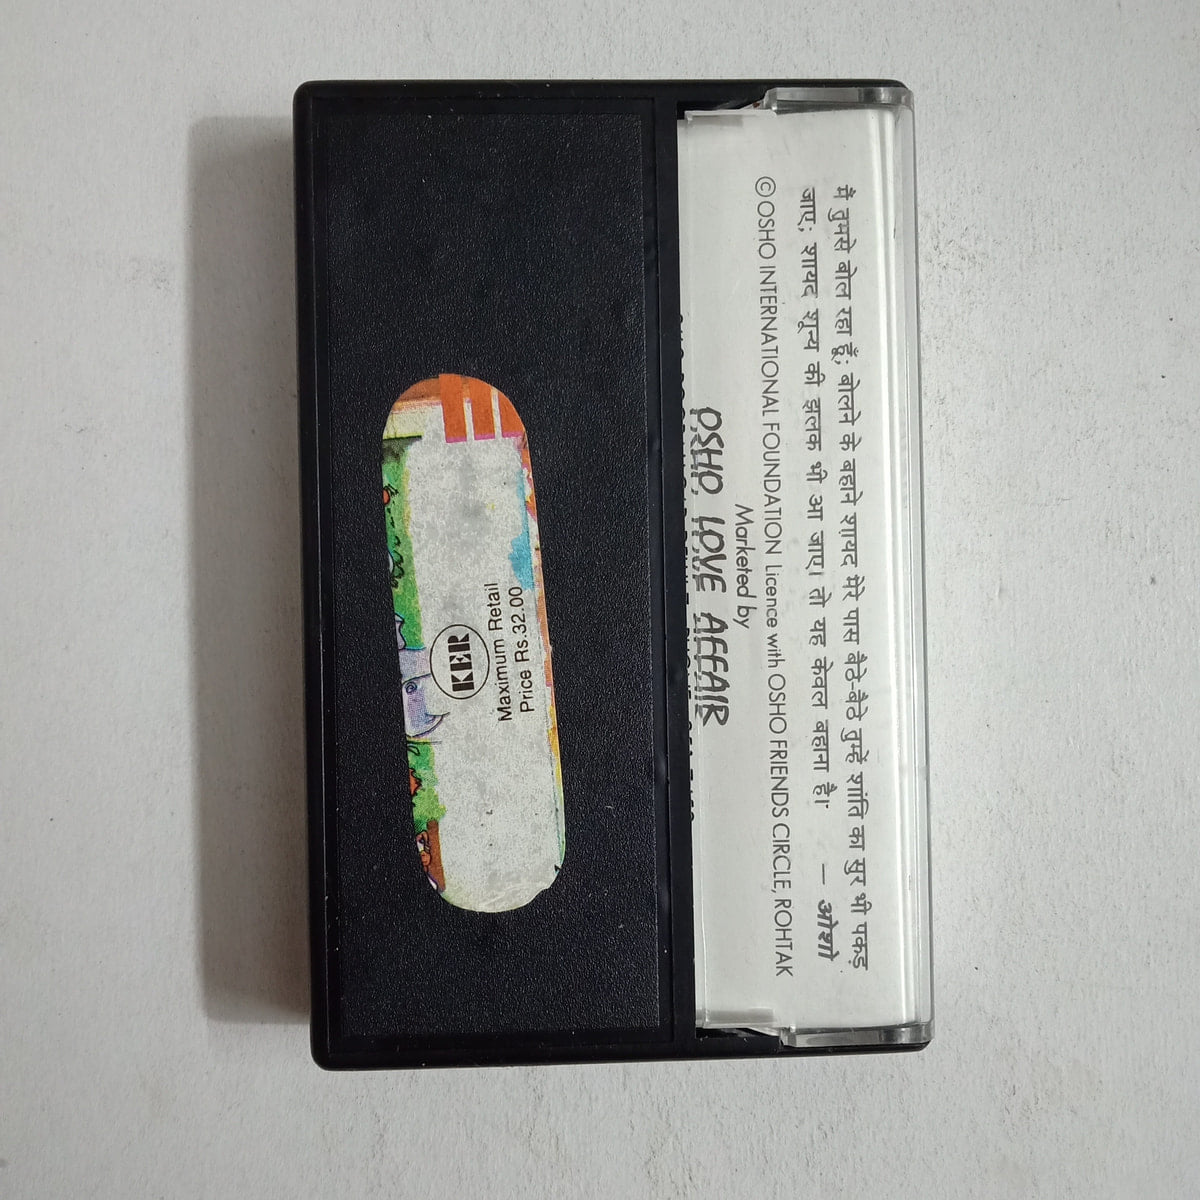 मैं तुमसे बोल रहा हूँ; बोलने के बहाने शायद मेरे पास बैठे-बैठे तुम्हें शांति का सुर भी पकड़
जाए; शायद शून्य की झलक भी आ जाए। तो यह केवल बहाना है।' – ओशो
©OSHO INTERNATIONAL FOUNDATION Licence with OSHO FRIENDS CIRCLE, ROHTAK
Marketed by
OSHO, LOVE AFFAIR
KER
Maximum Retail
Price Rs.32.00